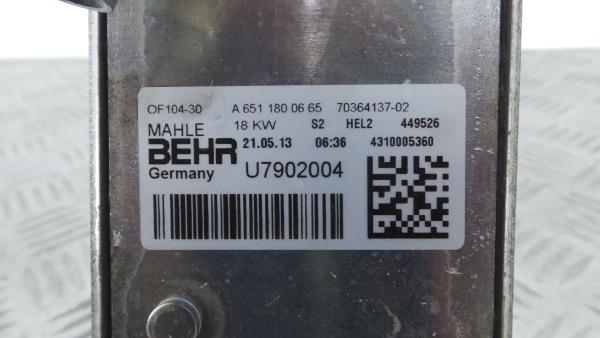 OF104-30 A 651 180 06 65 70364137-02
MAHLE 18 KW S2 HEL2 449526
BEHR 21.05.13 06:36 4310005360
Germany U7902004